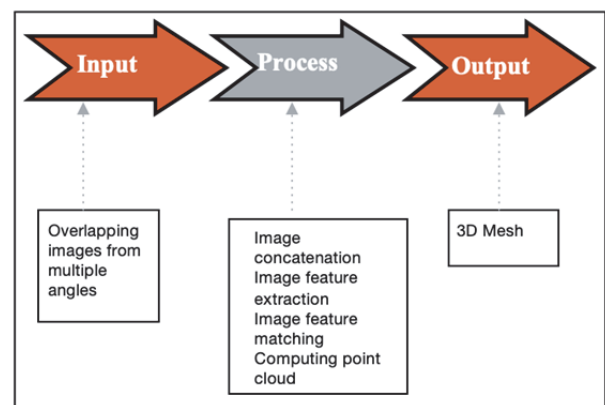 Input
Process
Output
Overlapping
images from
multiple
angles
Image
concatenation
Image feature
extraction
Image feature
matching
Computing point
cloud
3D Mesh